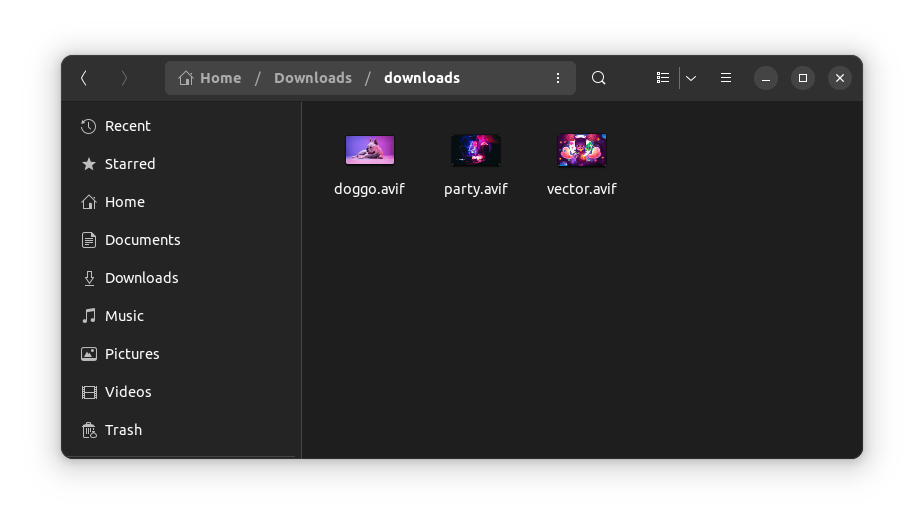 Home / Downloads / downloads
Recent
Starred
Home
Documents
Downloads
Music
Pictures
Videos
Trash
doggo.avif party.avif vector.avif